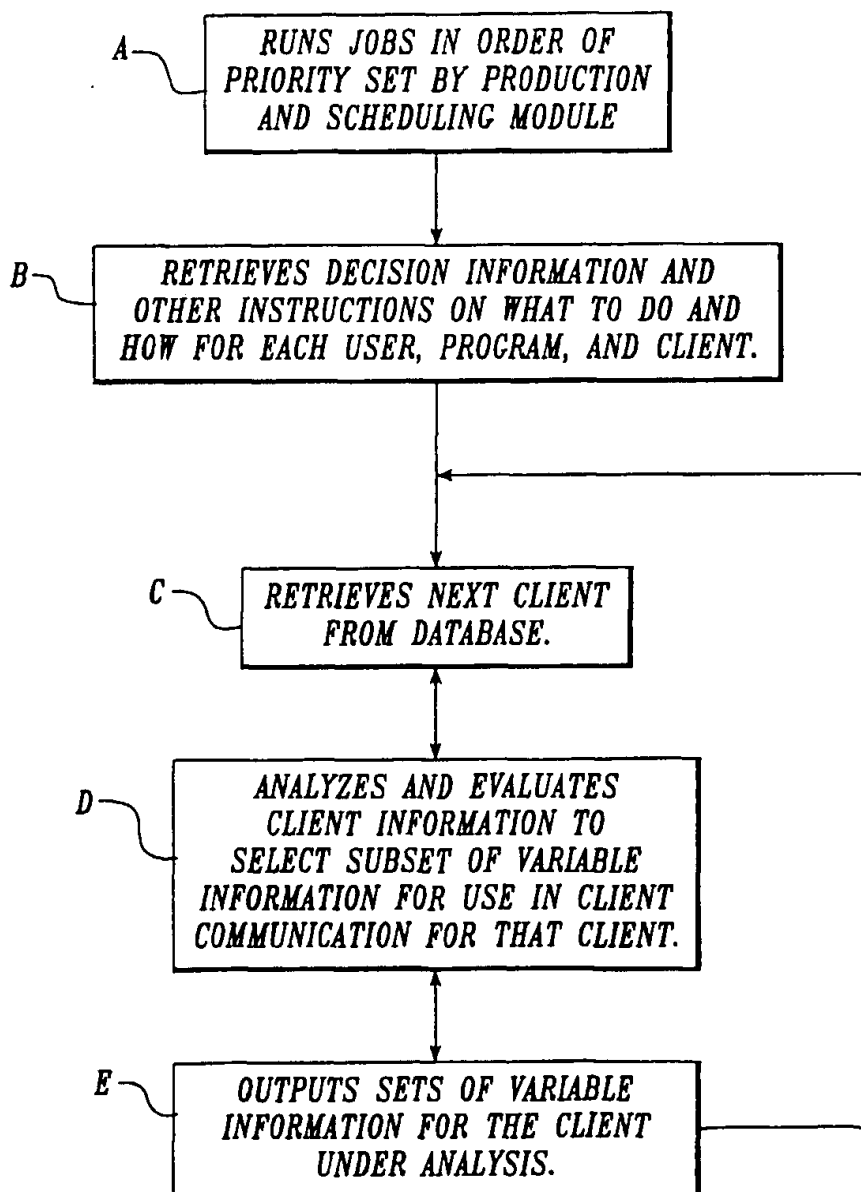 A
RUNS JOBS IN ORDER OF
PRIORITY SET BY PRODUCTION
AND SCHEDULING MODULE
B
RETRIEVES DECISION INFORMATION AND
OTHER INSTRUCTIONS ON WHAT TO DO AND
HOW FOR EACH USER, PROGRAM, AND CLIENT.
C
RETRIEVES NEXT CLIENT
FROM DATABASE.
D
ANALYZES AND EVALUATES
CLIENT INFORMATION TO
SELECT SUBSET OF VARIABLE
INFORMATION FOR USE IN CLIENT
COMMUNICATION FOR THAT CLIENT.
E
OUTPUTS SETS OF VARIABLE
INFORMATION FOR THE CLIENT
UNDER ANALYSIS.